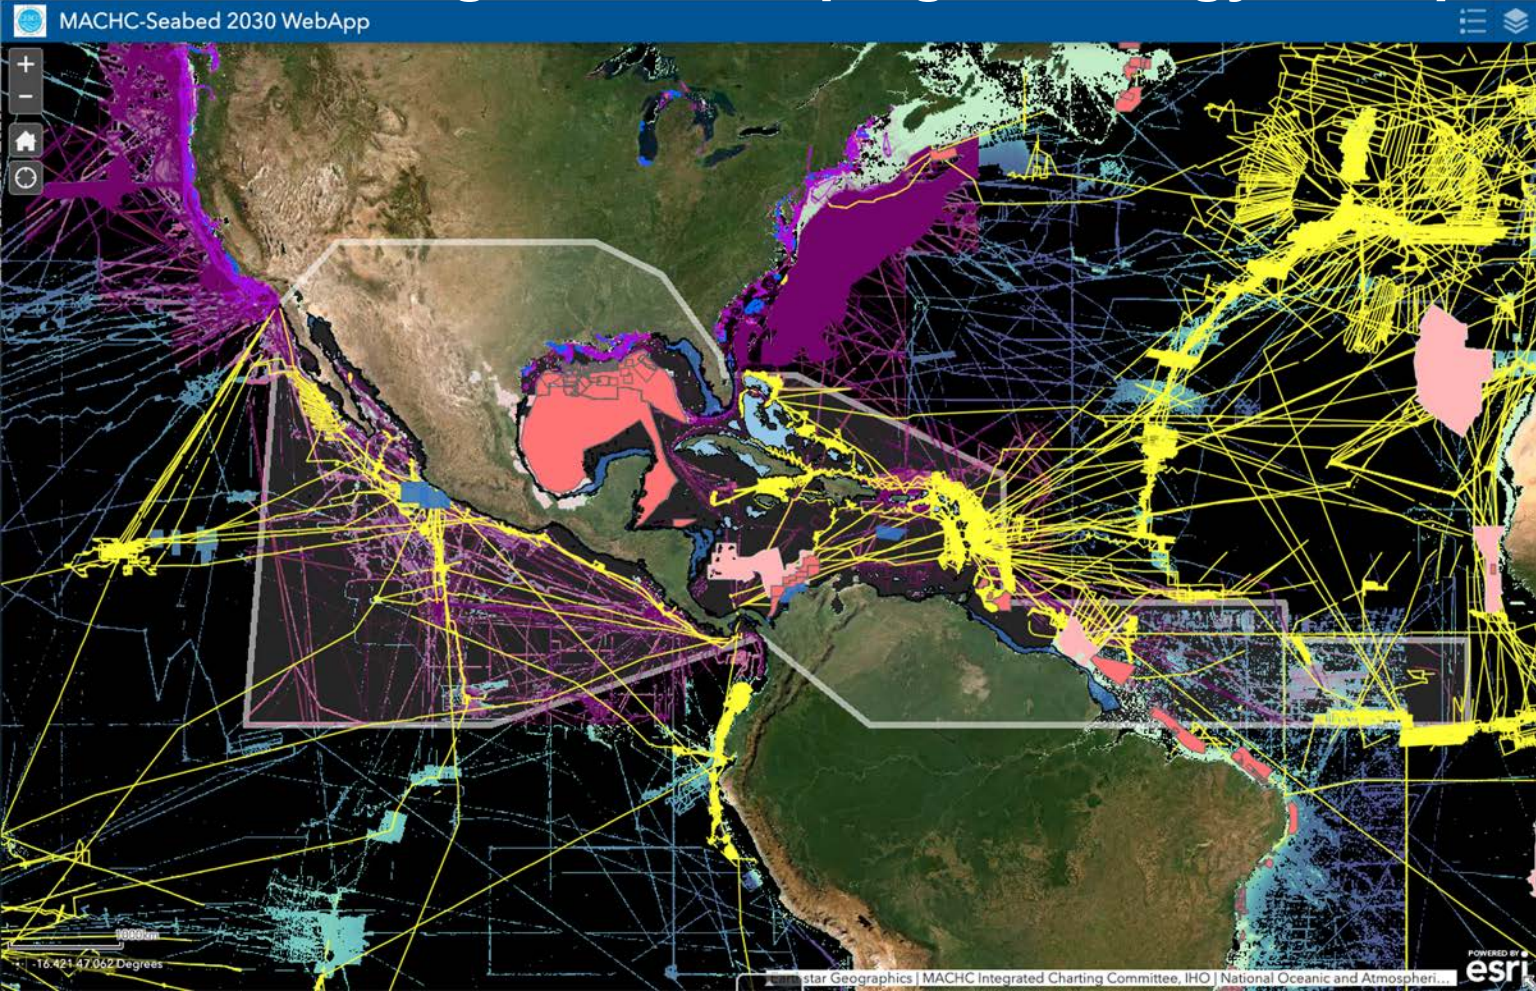 MACHC-Seabed 2030 WebApp
+
−
1000km
-16.421 47.062 Degrees
Earthstar Geographics | MACHC Integrated Charting Committee, IHO | National Oceanic and Atmospheri...
POWERED BY
esri